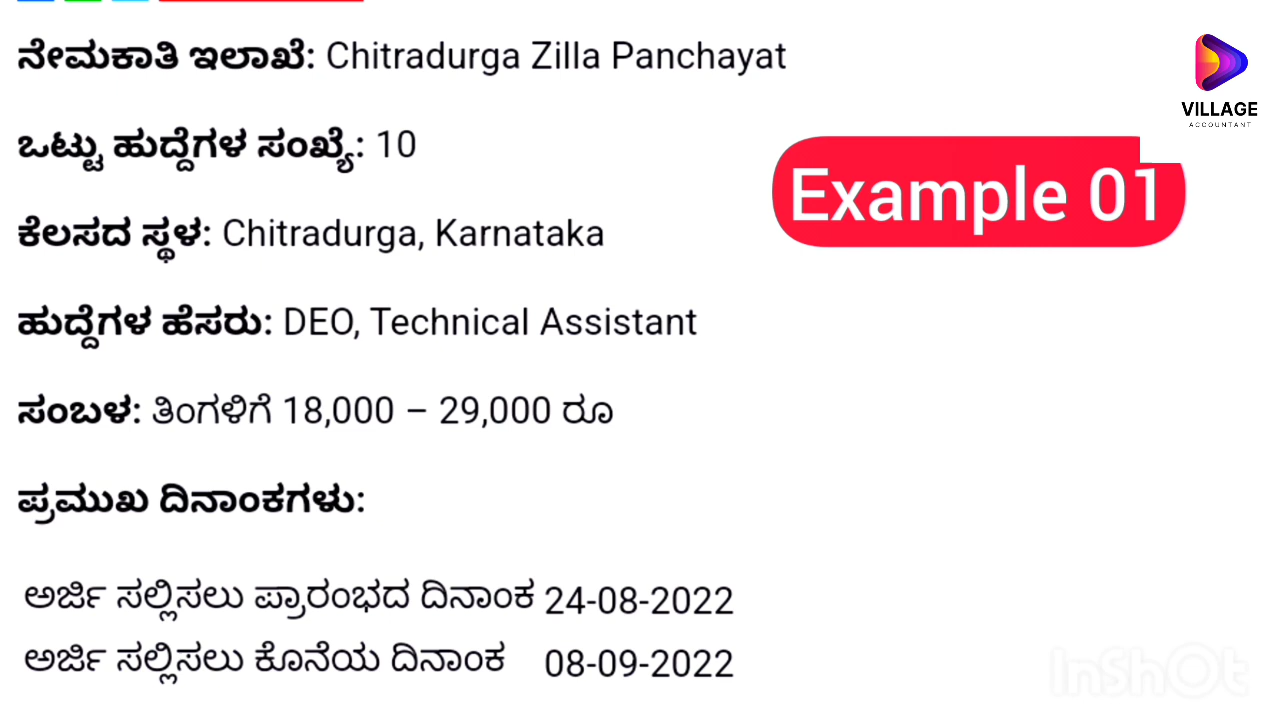 ನೇಮಕಾತಿ ಇಲಾಖೆ: Chitradurga Zilla Panchayat
VILLAGE
ACCOUNTANT
ಒಟ್ಟು ಹುದ್ದೆಗಳ ಸಂಖ್ಯೆ: 10
Example 01
ಕೆಲಸದ ಸ್ಥಳ: Chitradurga, Karnataka
ಹುದ್ದೆಗಳ ಹೆಸರು: DEO, Technical Assistant
ಸಂಬಳ: ತಿಂಗಳಿಗೆ 18,000 – 29,000 ರೂ
ಪ್ರಮುಖ ದಿನಾಂಕಗಳು:
ಅರ್ಜಿ ಸಲ್ಲಿಸಲು ಪ್ರಾರಂಭದ ದಿನಾಂಕ 24-08-2022
ಅರ್ಜಿ ಸಲ್ಲಿಸಲು ಕೊನೆಯ ದಿನಾಂಕ 08-09-2022
InShOt